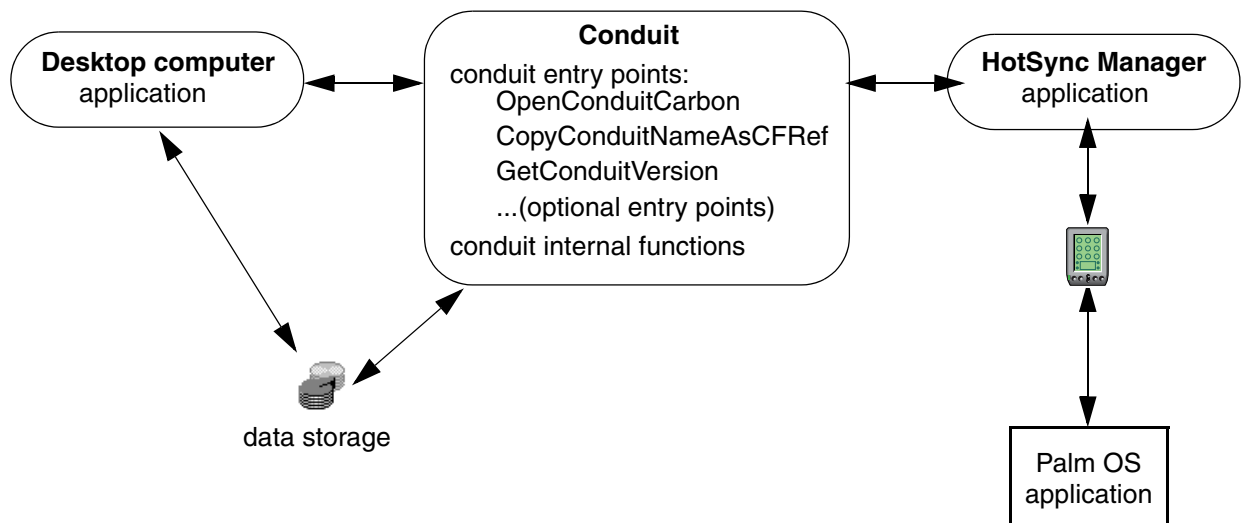 Desktop computer
application
Conduit
conduit entry points:
OpenConduitCarbon
CopyConduitNameAsCFRef
GetConduitVersion
...(optional entry points)
conduit internal functions
HotSync Manager
application
data storage
Palm OS
application